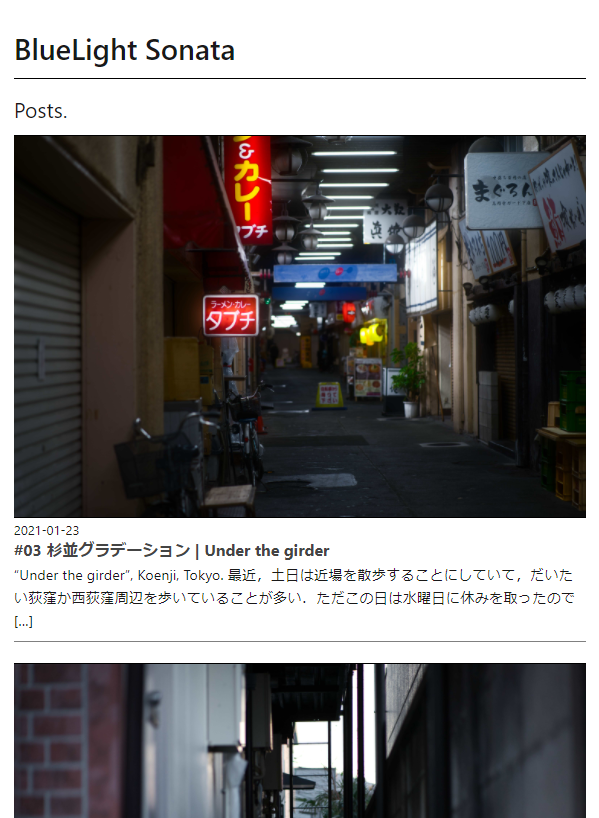 BlueLight Sonata
Posts.
&
カレー
タプチ
ラーメン・カレー
タプチ
まぐろ人
2021-01-23
#03 杉並グラデーション | Under the girder
“Under the girder”, Koenji, Tokyo. 最近，土日は近場を散歩することにしていて，だいた
い荻窪か西荻窪周辺を歩いていることが多い．ただこの日は水曜日に休みを取ったので
[...]